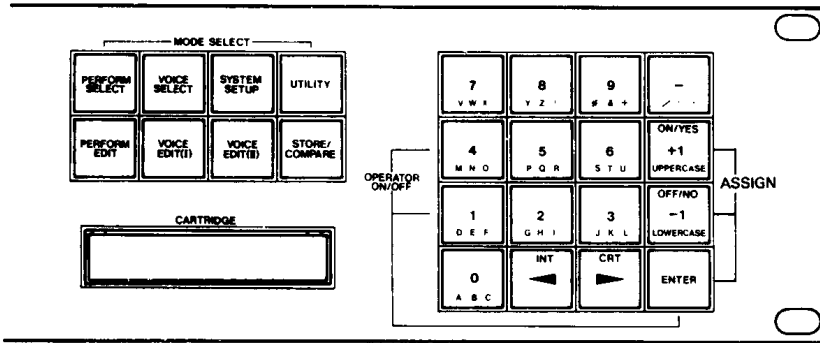 MODE SELECT
PERFORM SELECT
VOICE SELECT
SYSTEM SETUP
UTILITY
PERFORM EDIT
VOICE EDIT(I)
VOICE EDIT(II)
STORE/ COMPARE
CARTRIDGE
OPERATOR ON/OFF
7
V W X
8
Y Z
9
# & +
–
4
M N O
5
P Q R
6
S T U
ON/YES
+1
UPPERCASE
1
D E F
2
G H I
3
J K L
OFF/NO
–1
LOWERCASE
ASSIGN
0
A B C
INT
CRT
ENTER